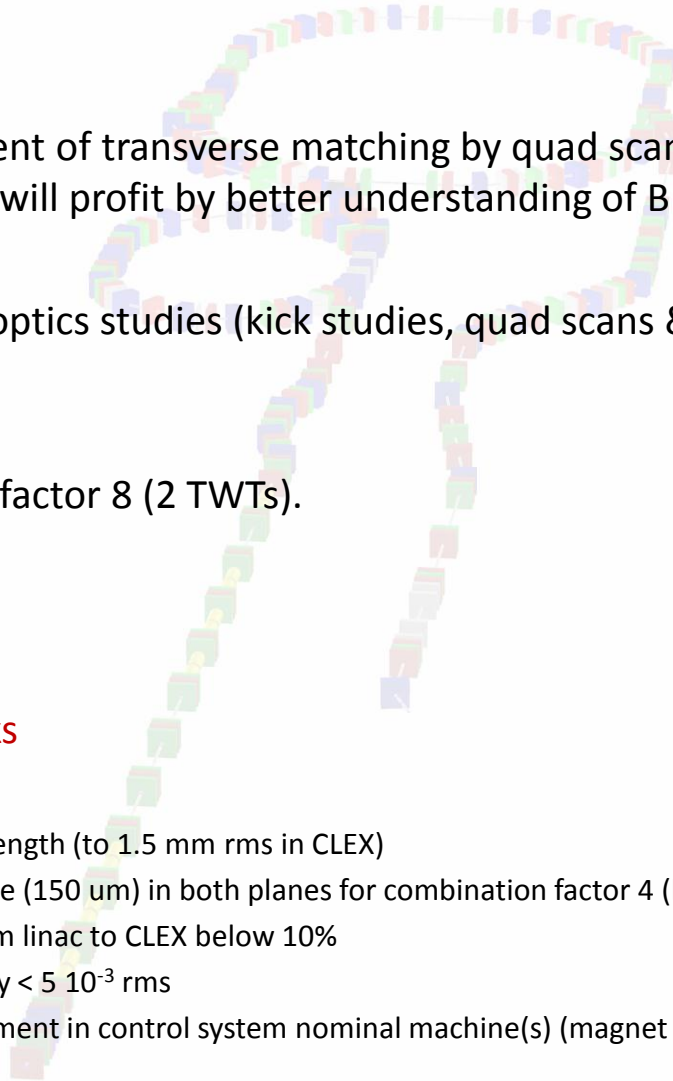 ent of transverse matching by quad scan
will profit by better understanding of B
optics studies (kick studies, quad scans &
factor 8 (2 TWTs).
ks
ength (to 1.5 mm rms in CLEX)
e (150 um) in both planes for combination factor 4 (
m linac to CLEX below 10%
y < 5 10⁻³ rms
ment in control system nominal machine(s) (magnet